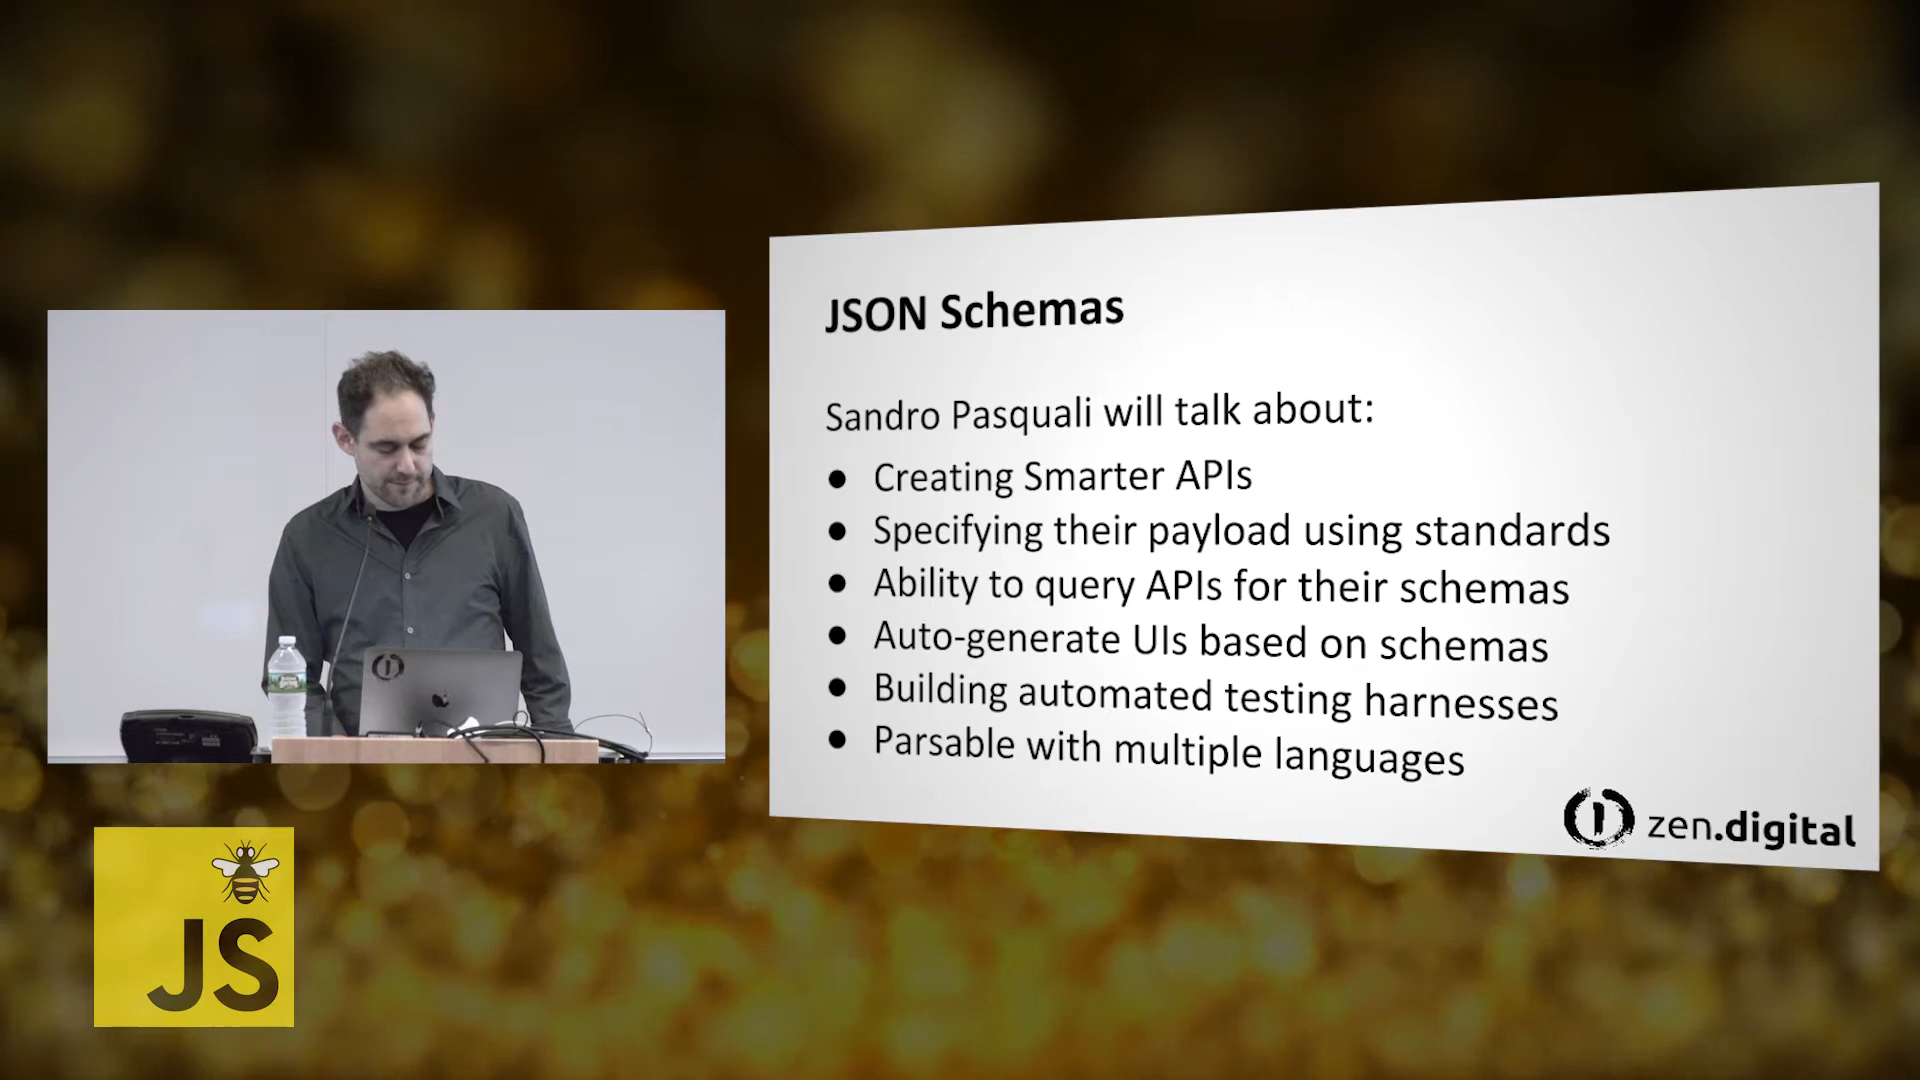 JSON Schemas
Sandro Pasquali will talk about:
● Creating Smarter APIs
● Specifying their payload using standards
● Ability to query APIs for their schemas
● Auto-generate UIs based on schemas
● Building automated testing harnesses
● Parsable with multiple languages
zen.digital
JS